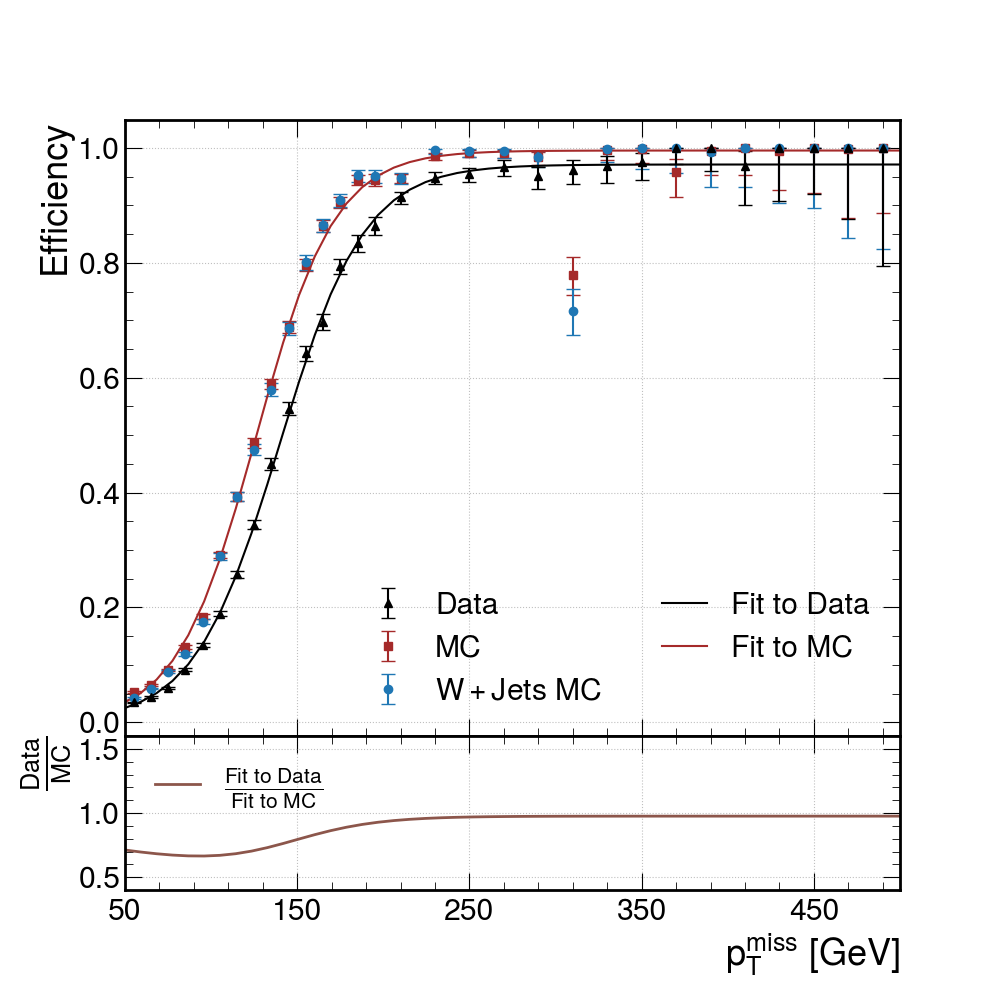 Efficiency
1.0
0.8
0.6
0.4
0.2
0.0
Data
MC
W + Jets MC
Fit to Data
Fit to MC
Data
MC
1.5
1.0
0.5
Fit to Data
Fit to MC
50 150 250 350 450
p_T^miss [GeV]